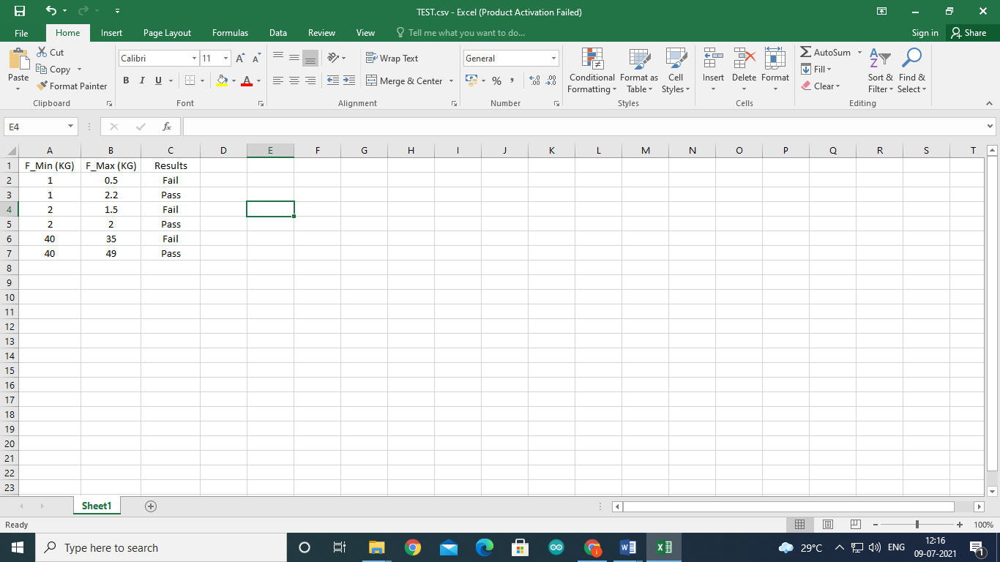 TEST.csv - Excel (Product Activation Failed)
File Home Insert Page Layout Formulas Data Review View Tell me what you want to do... Sign in Share
Paste
Cut
Copy
Format Painter
Clipboard
Calibri 11
B I U
Font
Wrap Text
Merge & Center
Alignment
General
% , .00 .0
Number
Conditional Formatting
Format as Table
Cell Styles
Styles
Insert Delete Format
Cells
AutoSum
Fill
Clear
Sort & Filter
Find & Select
Editing
E4 fx
A B C D E F G H I J K L M N O P Q R S T
1 F_Min (KG) F_Max (KG) Results
2 1 0.5 Fail
3 1 2.2 Pass
4 2 1.5 Fail
5 2 2 Pass
6 40 35 Fail
7 40 49 Pass
8
9
10
11
12
13
14
15
16
17
18
19
20
21
22
23
Sheet1
Ready 100%
Type here to search 29°C ENG 12:16
09-07-2021 1